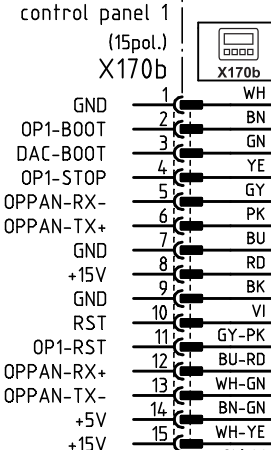 control panel 1
(15pol.)
X170b
X170b
GND 1 WH
OP1-BOOT 2 BN
DAC-BOOT 3 GN
OP1-STOP 4 YE
OPPAN-RX- 5 GY
OPPAN-TX+ 6 PK
GND 7 BU
+15V 8 RD
GND 9 BK
RST 10 VI
OP1-RST 11 GY-PK
OPPAN-RX+ 12 BU-RD
OPPAN-TX- 13 WH-GN
+5V 14 BN-GN
+15V 15 WH-YE